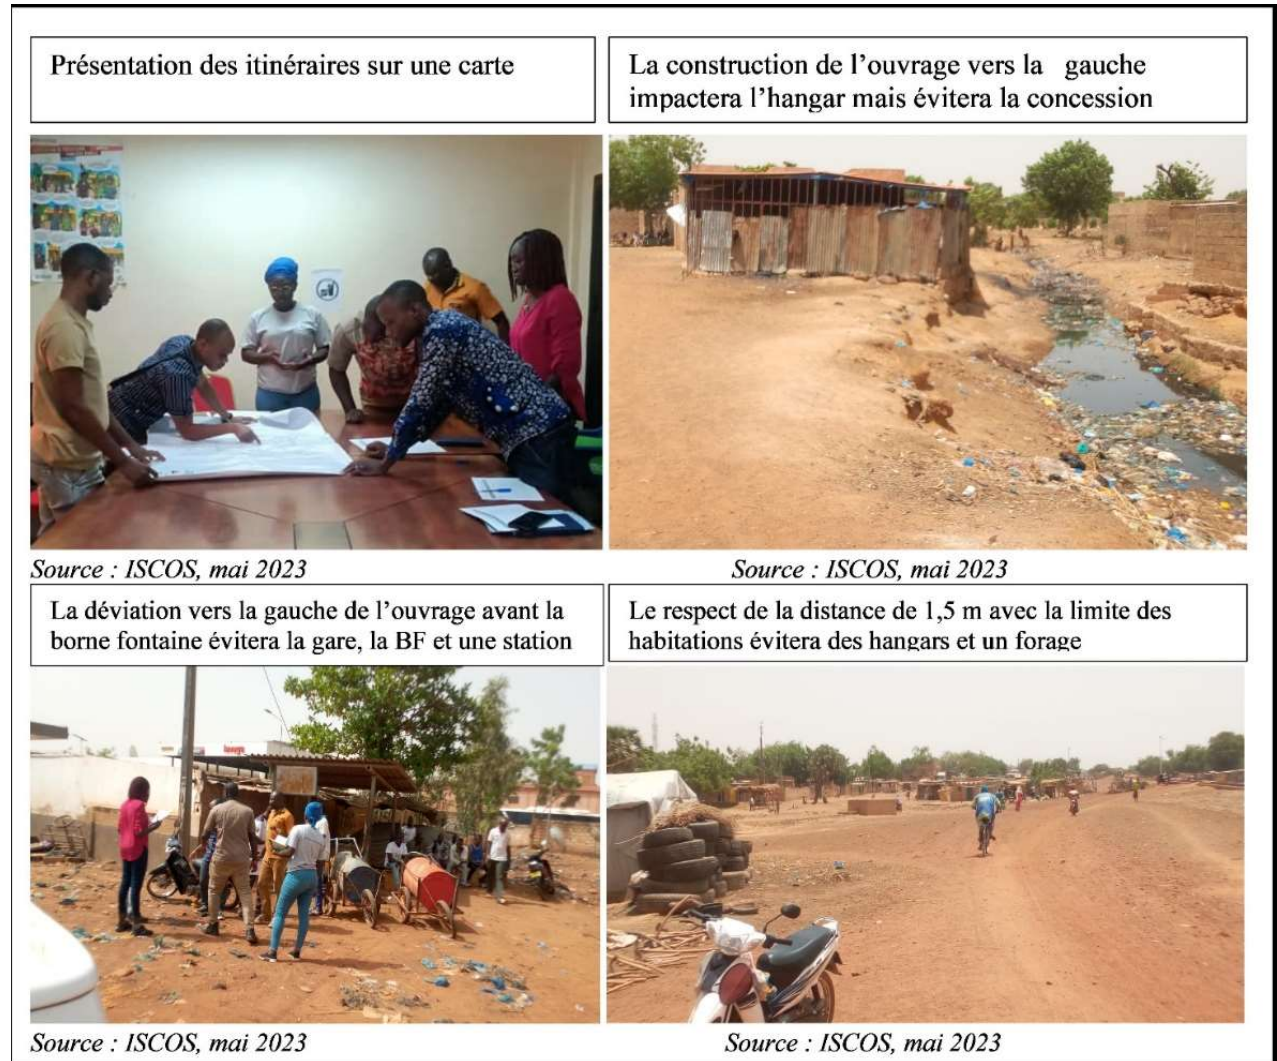 Présentation des itinéraires sur une carte
La construction de l’ouvrage vers la gauche
impactera l’hangar mais évitera la concession
Source : ISCOS, mai 2023
Source : ISCOS, mai 2023
La déviation vers la gauche de l’ouvrage avant la
borne fontaine évitera la gare, la BF et une station
Le respect de la distance de 1,5 m avec la limite des
habitations évitera des hangars et un forage
Source : ISCOS, mai 2023
Source : ISCOS, mai 2023